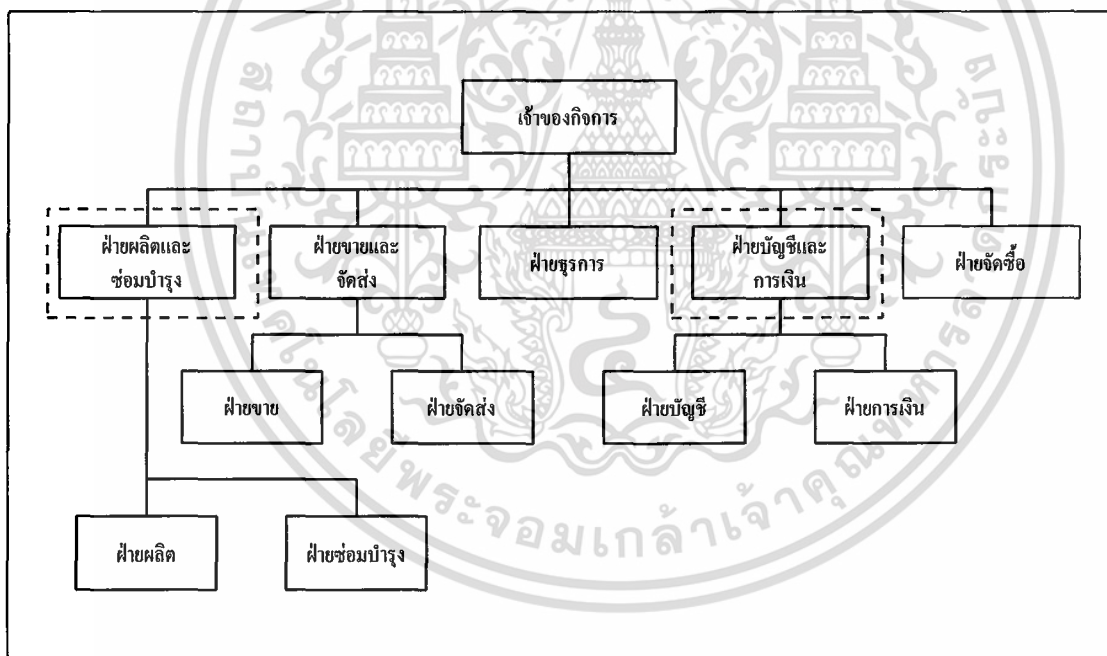 เจ้าของกิจการ
ฝ่ายผลิตและ
ซ่อมบำรุง
ฝ่ายขายและ
จัดส่ง
ฝ่ายธุรการ
ฝ่ายบัญชีและ
การเงิน
ฝ่ายจัดซื้อ
ฝ่ายขาย
ฝ่ายจัดส่ง
ฝ่ายบัญชี
ฝ่ายการเงิน
ฝ่ายผลิต
ฝ่ายซ่อมบำรุง